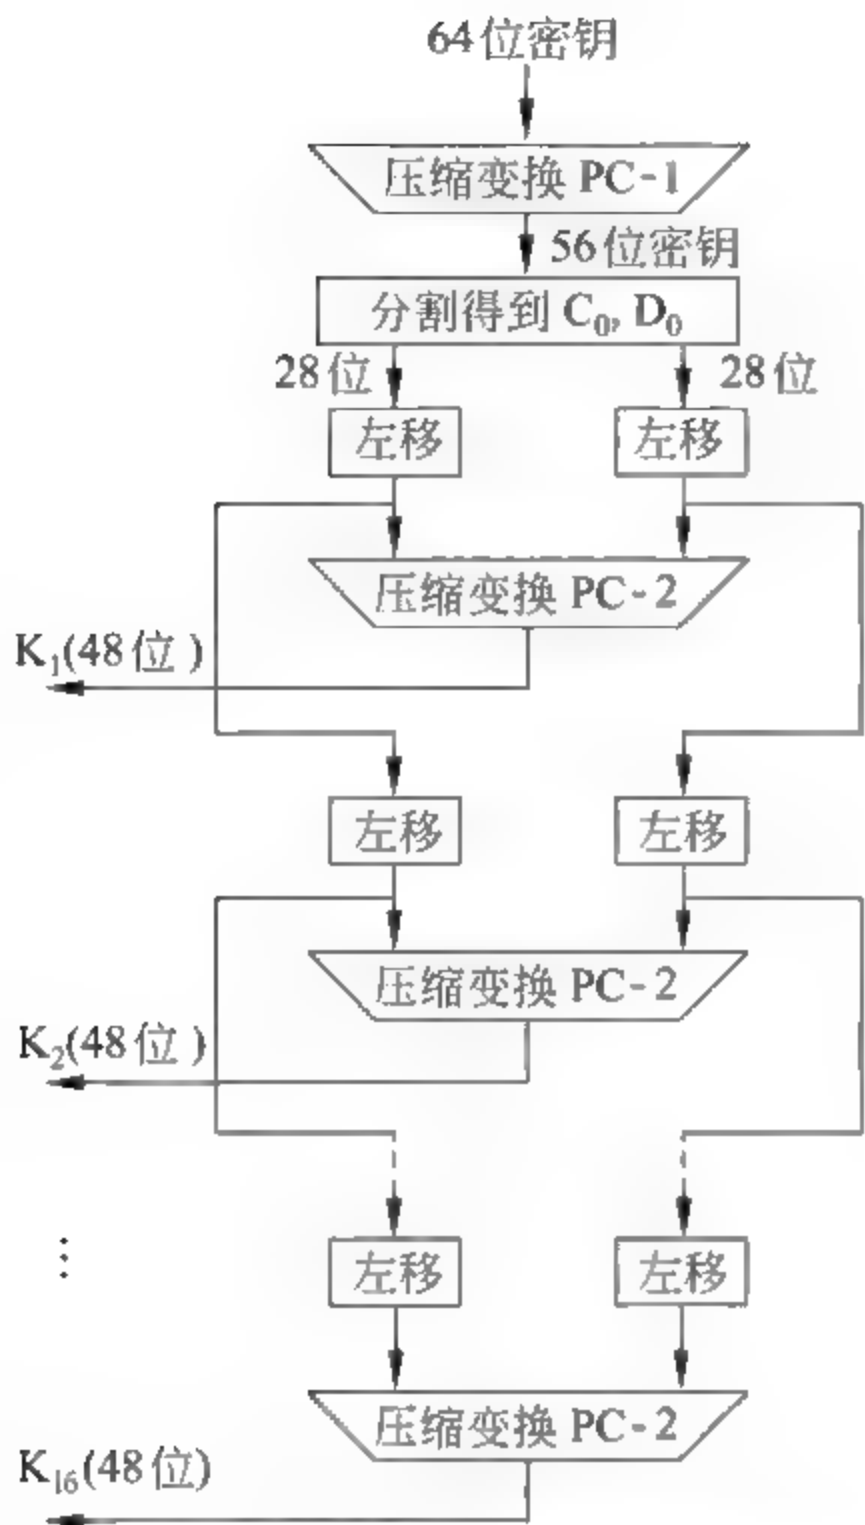 64位密钥
压缩变换 PC-1
56位密钥
分割得到 C₀, D₀
28位
28位
左移
左移
压缩变换 PC-2
K₁(48位)
左移
左移
压缩变换 PC-2
K₂(48位)
⋮
左移
左移
压缩变换 PC-2
K₁₆(48位)